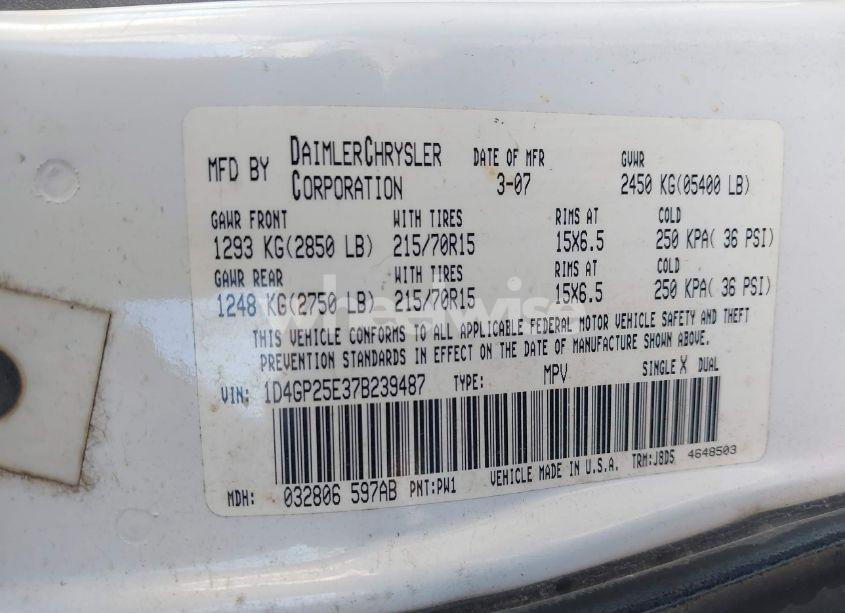 MFD BY DAIMLERCHRYSLER CORPORATION DATE OF MFR 3-07 GVWR 2450 KG(05400 LB)
GAWR FRONT WITH TIRES RIMS AT COLD
1293 KG(2850 LB) 215/70R15 15X6.5 250 KPA( 36 PSI)
GAWR REAR WITH TIRES RIMS AT COLD
1248 KG(2750 LB) 215/70R15 15X6.5 250 KPA( 36 PSI)
THIS VEHICLE CONFORMS TO ALL APPLICABLE FEDERAL MOTOR VEHICLE SAFETY AND THEFT
PREVENTION STANDARDS IN EFFECT ON THE DATE OF MANUFACTURE SHOWN ABOVE.
VIN: 1D4GP25E37B239487 TYPE: MPV SINGLE X DUAL
MDH: 032806 597AB PNT:PW1 VEHICLE MADE IN U.S.A. TRM:J8D5 4648503
wheelwise